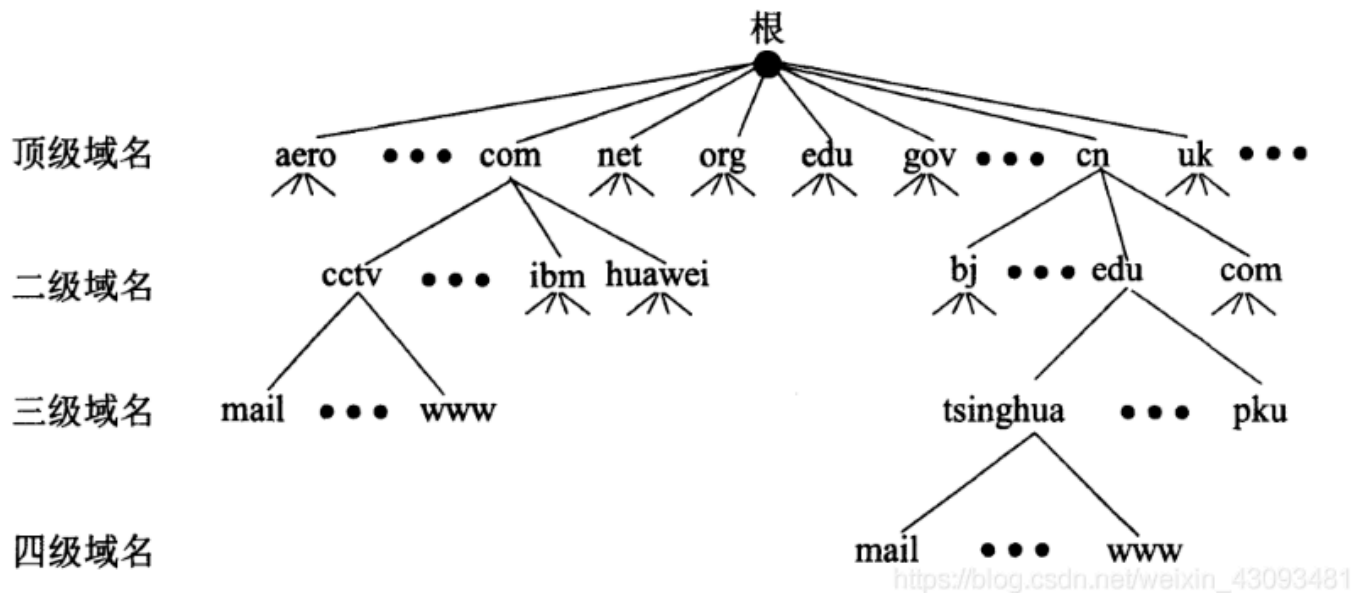 根
顶级域名 aero ••• com net org edu gov ••• cn uk •••
二级域名 cctv ••• ibm huawei bj ••• edu com
三级域名 mail ••• www tsinghua ••• pku
四级域名 mail ••• www
https://blog.csdn.net/weixin_43093481